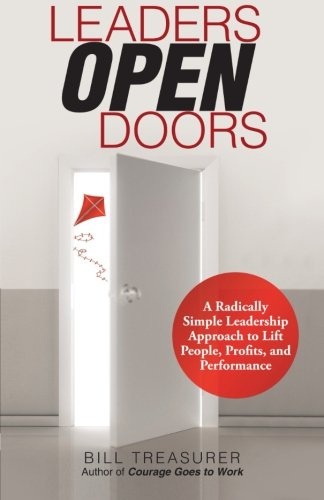 LEADERS
OPEN
DOORS
A Radically
Simple Leadership
Approach to Lift
People, Profits, and
Performance
BILL TREASURER
Author of Courage Goes to Work